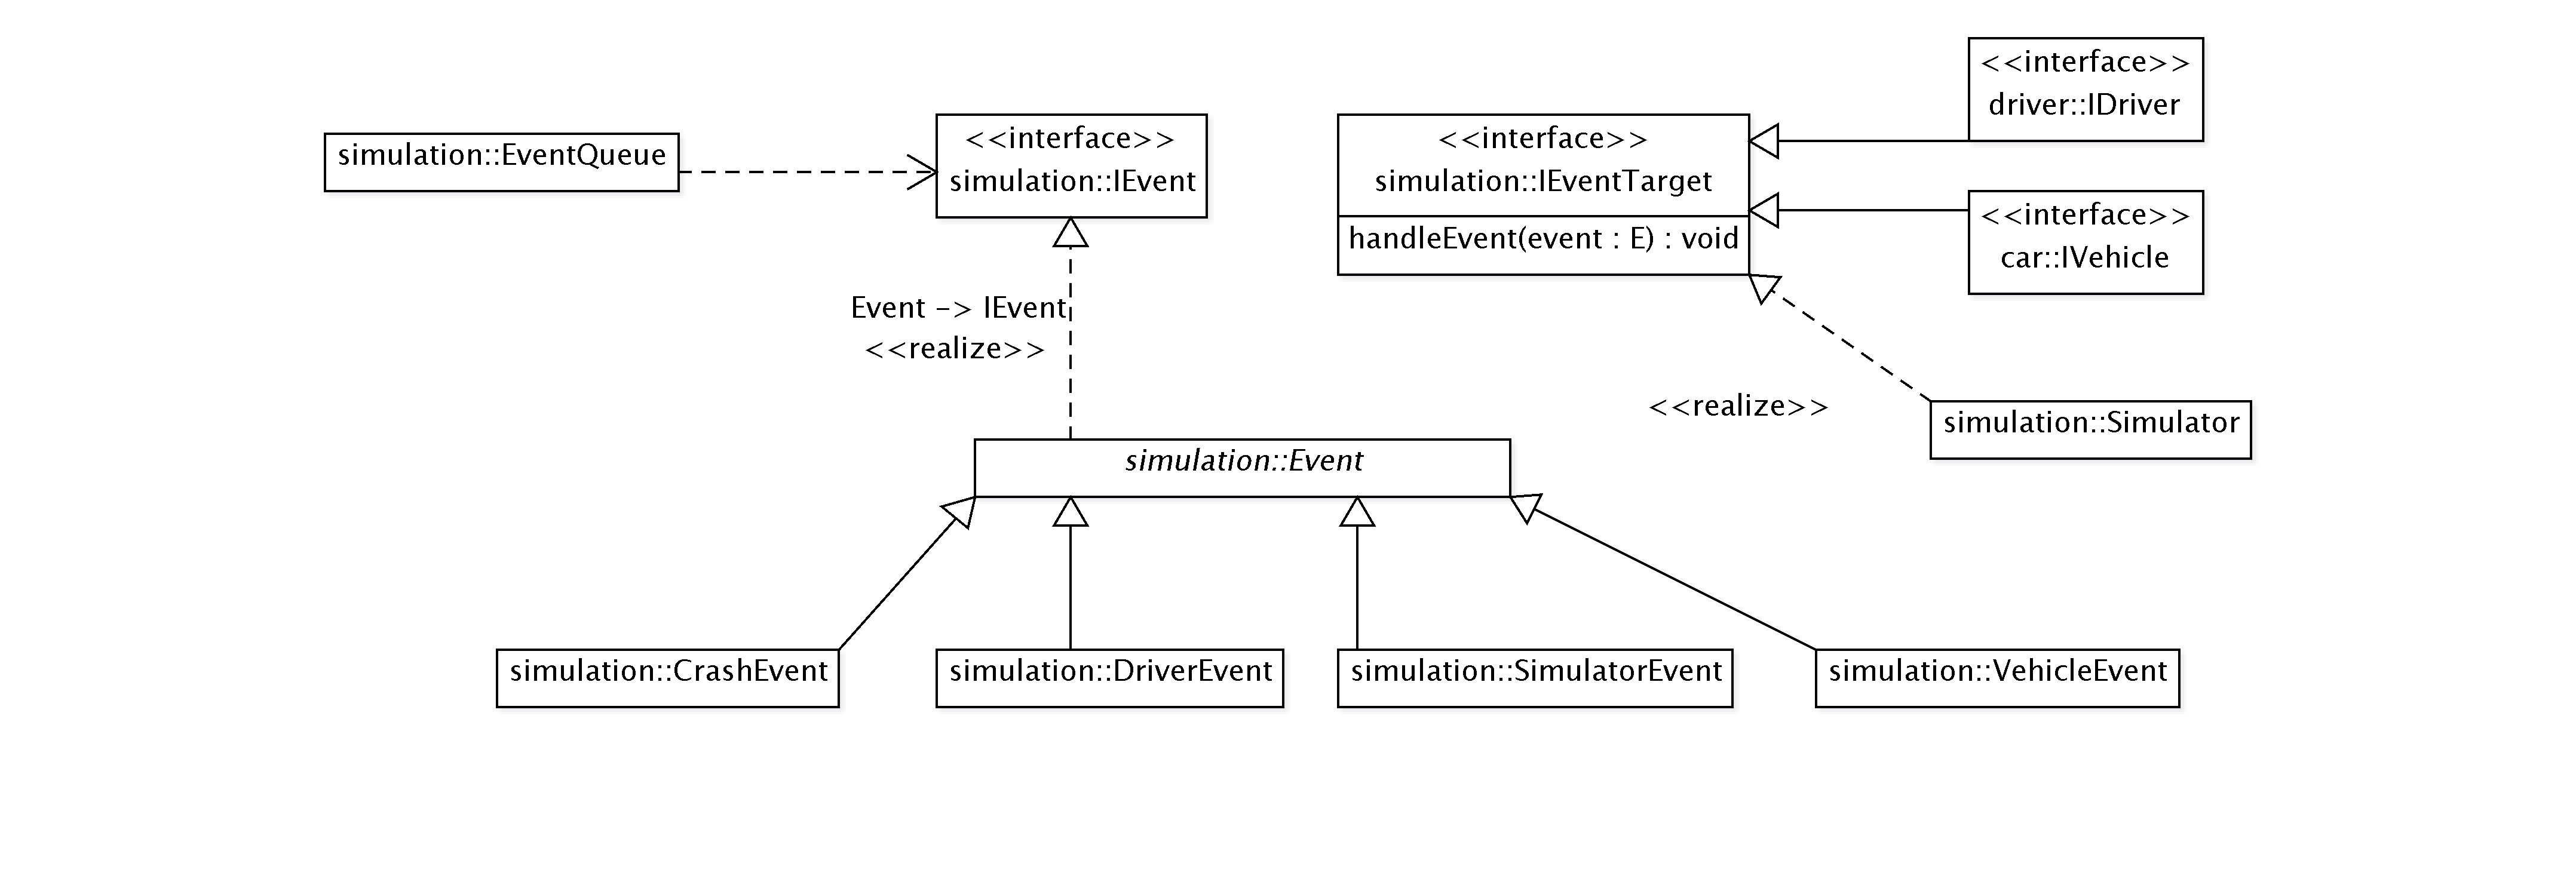 <<interface>>
driver::IDriver
simulation::EventQueue
<<interface>>
simulation::IEvent
<<interface>>
simulation::IEventTarget
handleEvent(event : E) : void
<<interface>>
car::IVehicle
Event -> IEvent
<<realize>>
<<realize>>
simulation::Simulator
simulation::Event
simulation::CrashEvent
simulation::DriverEvent
simulation::SimulatorEvent
simulation::VehicleEvent